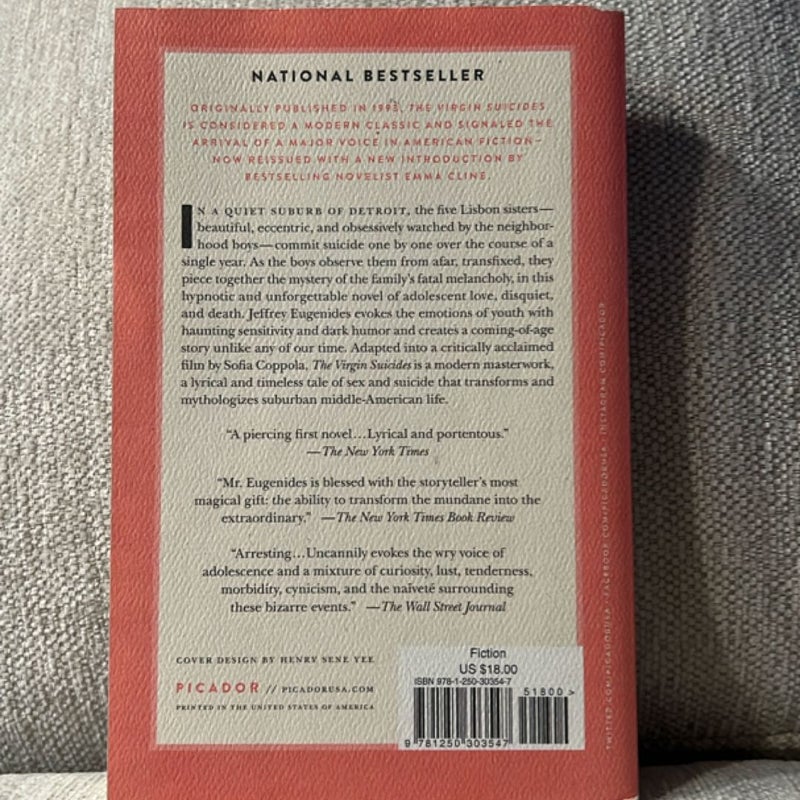 NATIONAL BESTSELLER
ORIGINALLY PUBLISHED IN 1993, THE VIRGIN SUICIDES
IS CONSIDERED A MODERN CLASSIC AND SIGNALED THE
ARRIVAL OF A MAJOR VOICE IN AMERICAN FICTION—
NOW REISSUED WITH A NEW INTRODUCTION BY
BESTSELLING NOVELIST EMMA CLINE.
IN A QUIET SUBURB OF DETROIT, the five Lisbon sisters—
beautiful, eccentric, and obsessively watched by the neighbor-
hood boys—commit suicide one by one over the course of a
single year. As the boys observe them from afar, transfixed, they
piece together the mystery of the family's fatal melancholy, in this
hypnotic and unforgettable novel of adolescent love, disquiet,
and death. Jeffrey Eugenides evokes the emotions of youth with
haunting sensitivity and dark humor and creates a coming-of-age
story unlike any of our time. Adapted into a critically acclaimed
film by Sofia Coppola, The Virgin Suicides is a modern masterwork,
a lyrical and timeless tale of sex and suicide that transforms and
mythologizes suburban middle-American life.
"A piercing first novel…Lyrical and portentous."
—The New York Times
"Mr. Eugenides is blessed with the storyteller's most
magical gift: the ability to transform the mundane into the
extraordinary." —The New York Times Book Review
"Arresting…Uncannily evokes the wry voice of
adolescence and a mixture of curiosity, lust, tenderness,
morbidity, cynicism, and the naïveté surrounding
these bizarre events." —The Wall Street Journal
COVER DESIGN BY HENRY SENE YEE
PICADOR // PICADORUSA.COM
PRINTED IN THE UNITED STATES OF AMERICA
Fiction
US $18.00
ISBN 978-1-250-30354-7
51800 >
9 781250 303547
TWITTER.COM/PICADORUSA · FACEBOOK.COM/PICADORUSA · INSTAGRAM.COM/PICADOR